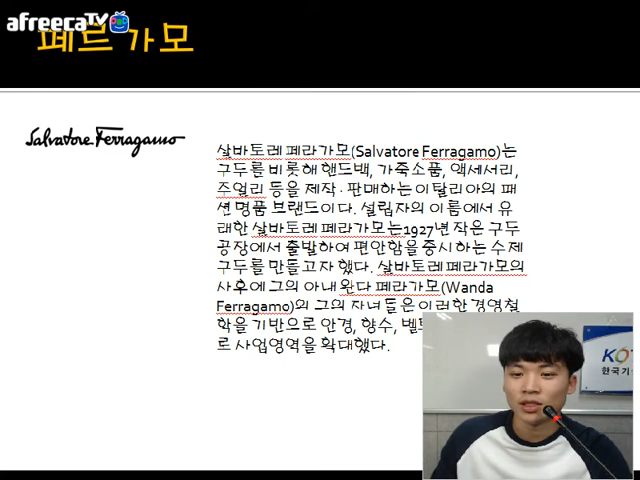 afreecaTV
페르가모
Salvatore Ferragamo
살바토레 페라가모(Salvatore Ferragamo)는
구두를 비롯해 핸드백, 가죽소품, 액세서리,
주얼리 등을 제작·판매하는 이탈리아의 패
션 명품 브랜드이다. 설립자의 이름에서 유
래한 살바토레 페라가모는 1927년 작은 구두
공장에서 출발하여 편안함을 중시하는 수제
구두를 만들고자 했다. 살바토레 페라가모의
사후에 그의 아내 완다 페라가모(Wanda
Ferragamo)와 그의 자녀들은 이러한 경영철
학을 기반으로 안경, 향수,
로 사업영역을 확대했다.
한국기